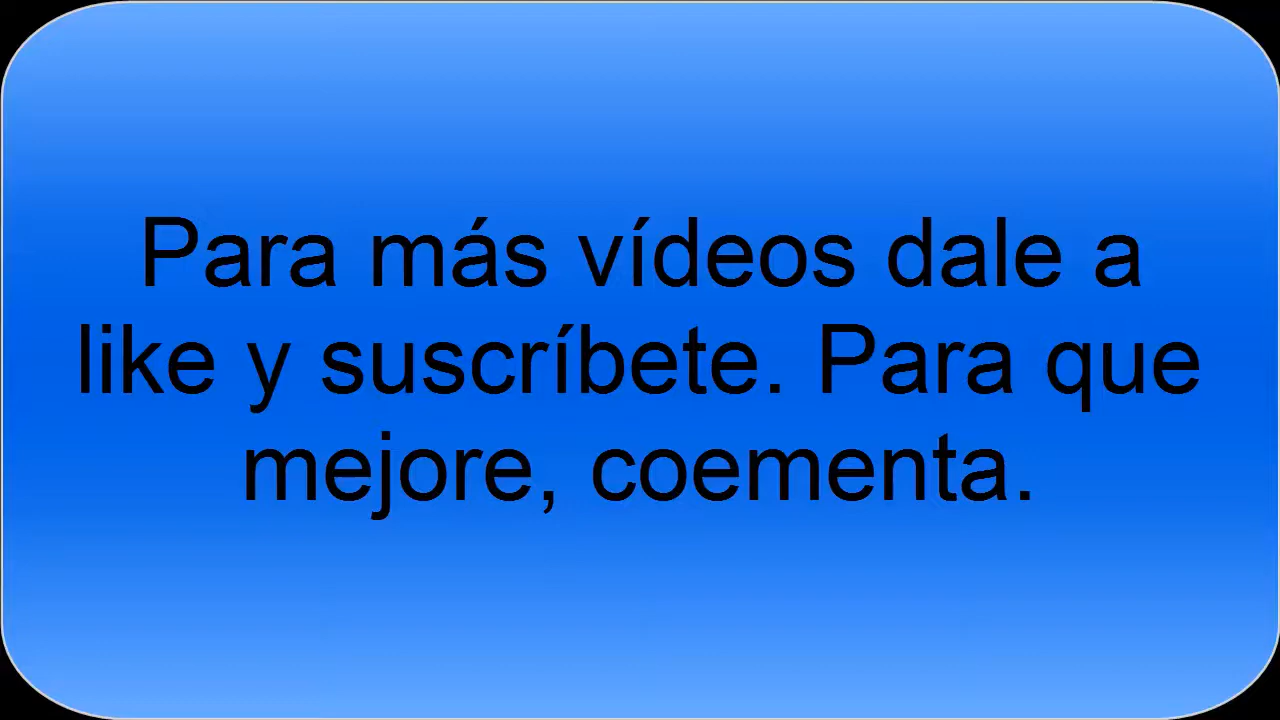 Para más vídeos dale a
like y suscríbete. Para que
mejore, coementa.